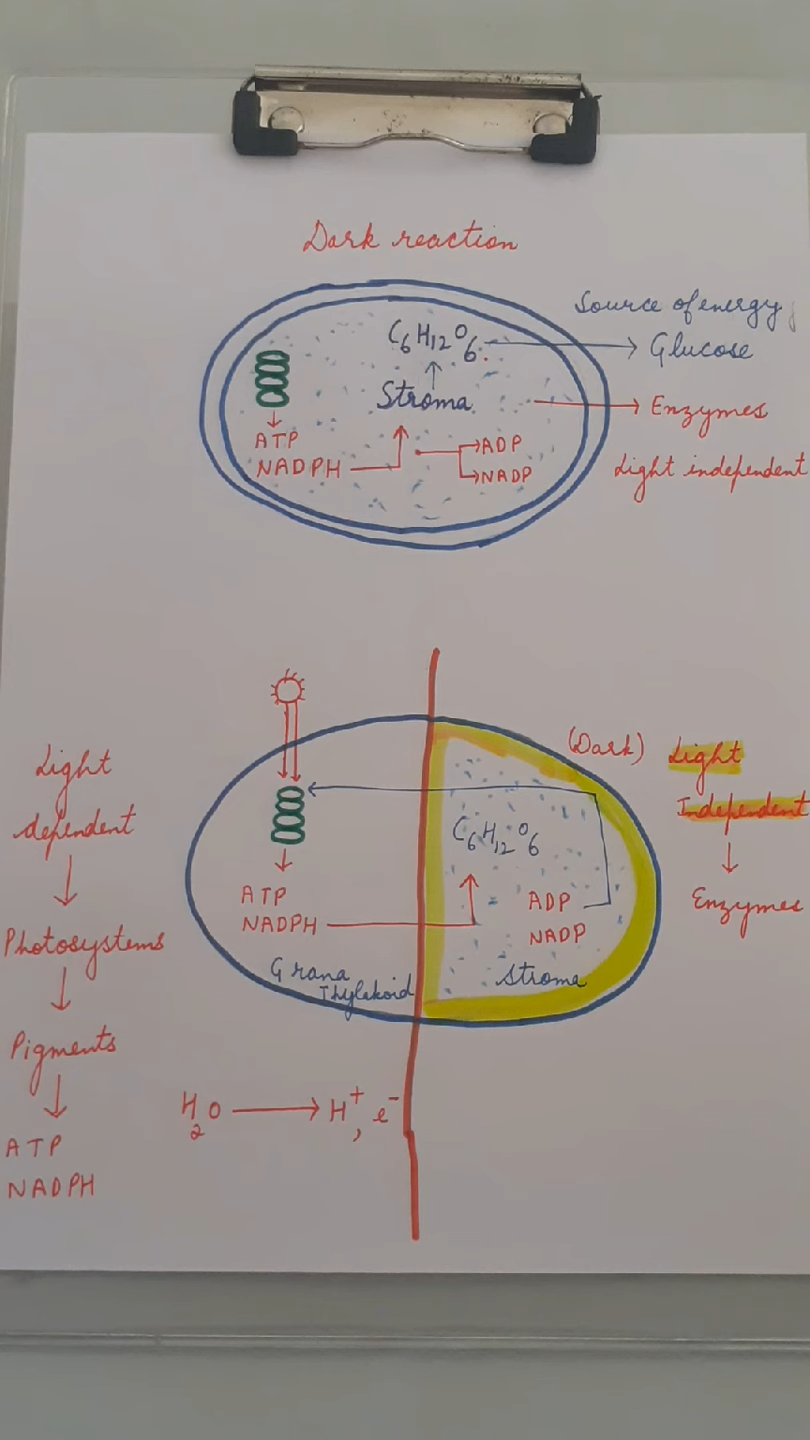 Dark reaction
Source of energy
C6H12O6
Glucose
Stroma
Enzymes
ATP
NADPH
ADP
NADP
Light independent
Light
dependent
Photosystems
Pigments
ATP
NADPH
(Dark) Light
Independent
Enzymes
C6H12O6
ATP
NADPH
ADP
NADP
Grana
Thylakoid
Stroma
H2O → H+, e-